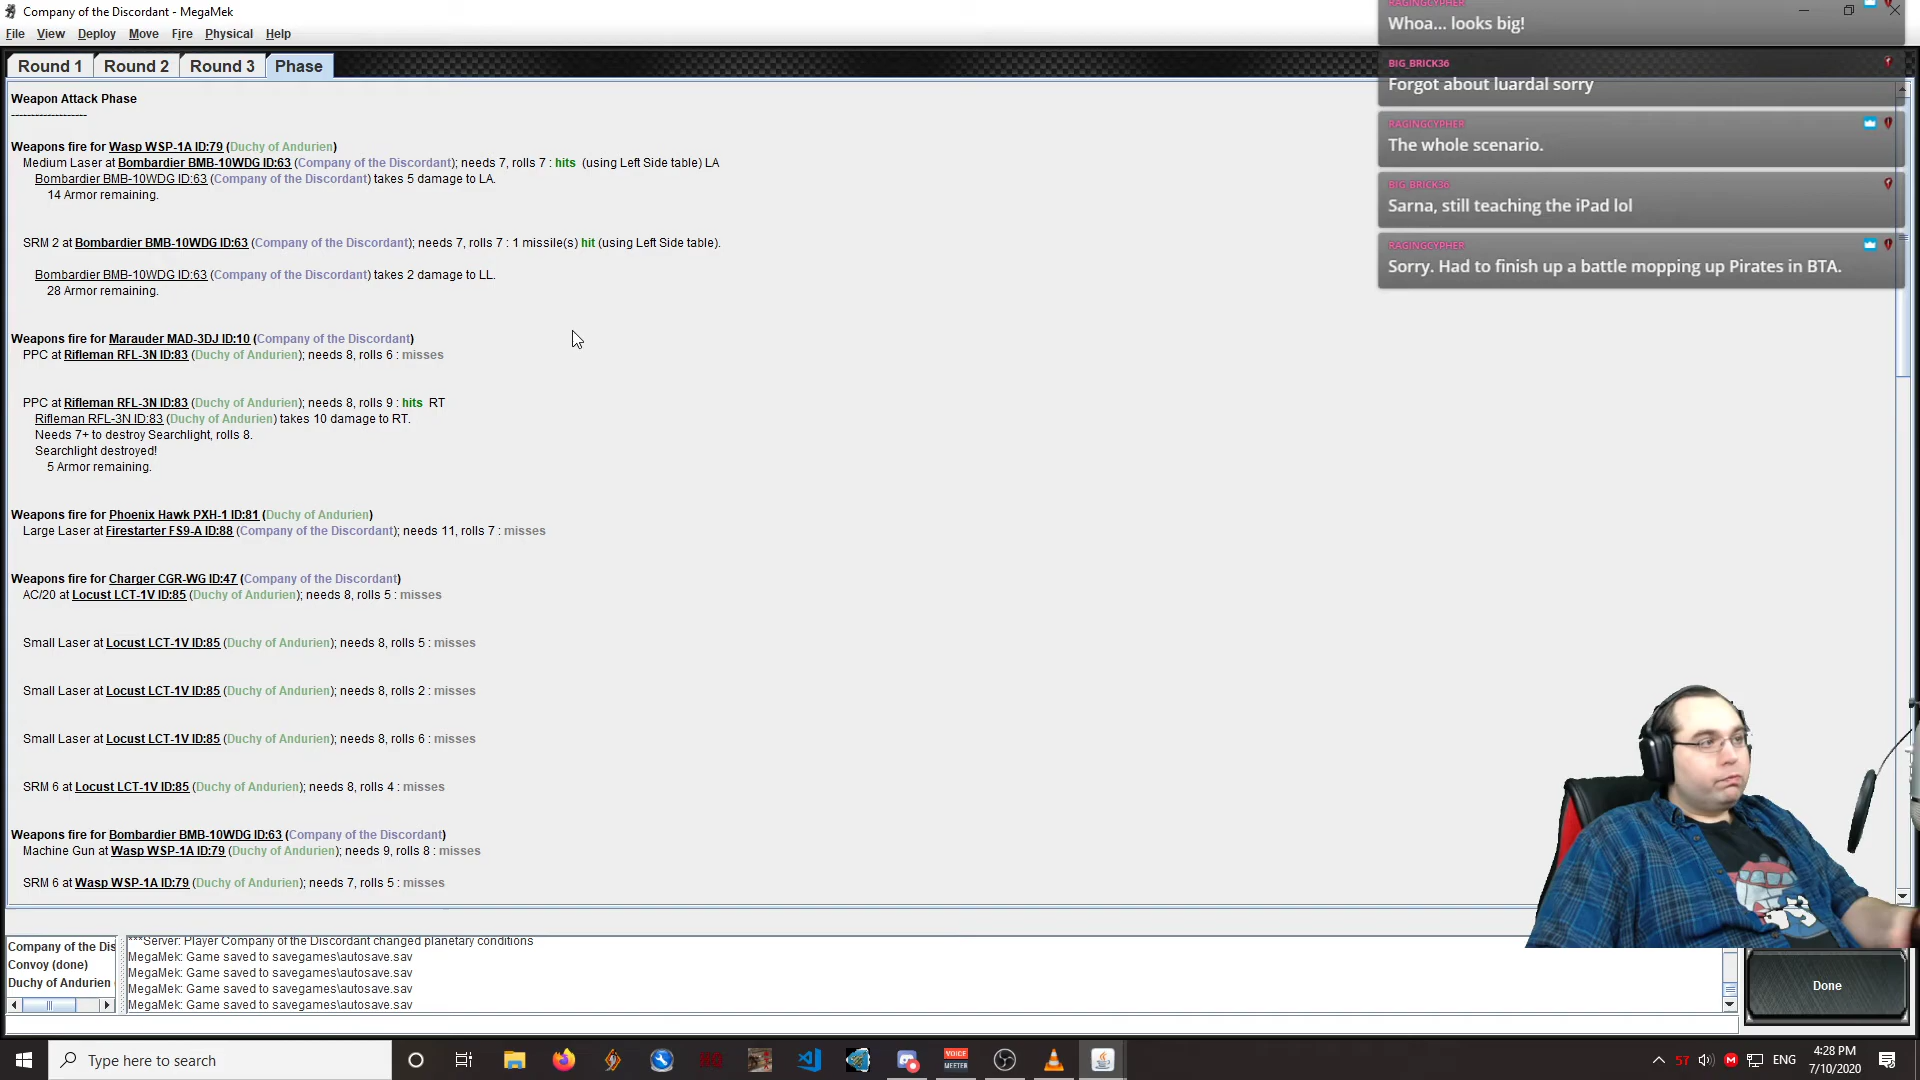 Company of the Discordant - MegaMek
File View Deploy Move Fire Physical Help
Round 1 Round 2 Round 3 Phase
Weapon Attack Phase
-------------------
Weapons fire for Wasp WSP-1A ID:79 (Duchy of Andurien)
Medium Laser at Bombardier BMB-10WDG ID:63 (Company of the Discordant); needs 7, rolls 7 : hits (using Left Side table) LA
Bombardier BMB-10WDG ID:63 (Company of the Discordant) takes 5 damage to LA.
14 Armor remaining.
SRM 2 at Bombardier BMB-10WDG ID:63 (Company of the Discordant); needs 7, rolls 7 : 1 missile(s) hit (using Left Side table).
Bombardier BMB-10WDG ID:63 (Company of the Discordant) takes 2 damage to LL.
28 Armor remaining.
Weapons fire for Marauder MAD-3DJ ID:10 (Company of the Discordant)
PPC at Rifleman RFL-3N ID:83 (Duchy of Andurien); needs 8, rolls 6 : misses
PPC at Rifleman RFL-3N ID:83 (Duchy of Andurien); needs 8, rolls 9 : hits RT
Rifleman RFL-3N ID:83 (Duchy of Andurien) takes 10 damage to RT.
Needs 7+ to destroy Searchlight, rolls 8.
Searchlight destroyed!
5 Armor remaining.
Weapons fire for Phoenix Hawk PXH-1 ID:81 (Duchy of Andurien)
Large Laser at Firestarter FS9-A ID:88 (Company of the Discordant); needs 11, rolls 7 : misses
Weapons fire for Charger CGR-WG ID:47 (Company of the Discordant)
AC/20 at Locust LCT-1V ID:85 (Duchy of Andurien); needs 8, rolls 5 : misses
Small Laser at Locust LCT-1V ID:85 (Duchy of Andurien); needs 8, rolls 5 : misses
Small Laser at Locust LCT-1V ID:85 (Duchy of Andurien); needs 8, rolls 2 : misses
Small Laser at Locust LCT-1V ID:85 (Duchy of Andurien); needs 8, rolls 6 : misses
SRM 6 at Locust LCT-1V ID:85 (Duchy of Andurien); needs 8, rolls 4 : misses
Weapons fire for Bombardier BMB-10WDG ID:63 (Company of the Discordant)
Machine Gun at Wasp WSP-1A ID:79 (Duchy of Andurien); needs 9, rolls 8 : misses
SRM 6 at Wasp WSP-1A ID:79 (Duchy of Andurien); needs 7, rolls 5 : misses
RAGINGCYPHER
Whoa... looks big!
BIG_BRICK36
Forgot about luardal sorry
RAGINGCYPHER
The whole scenario.
BIG_BRICK36
Sarna, still teaching the iPad lol
RAGINGCYPHER
Sorry. Had to finish up a battle mopping up Pirates in BTA.
Company of the Dis
Convoy (done)
Duchy of Andurien
***Server: Player Company of the Discordant changed planetary conditions
MegaMek: Game saved to savegames\autosave.sav
MegaMek: Game saved to savegames\autosave.sav
MegaMek: Game saved to savegames\autosave.sav
MegaMek: Game saved to savegames\autosave.sav
Done
Type here to search
VOICE
MEETER
57
ENG
4:28 PM
7/10/2020